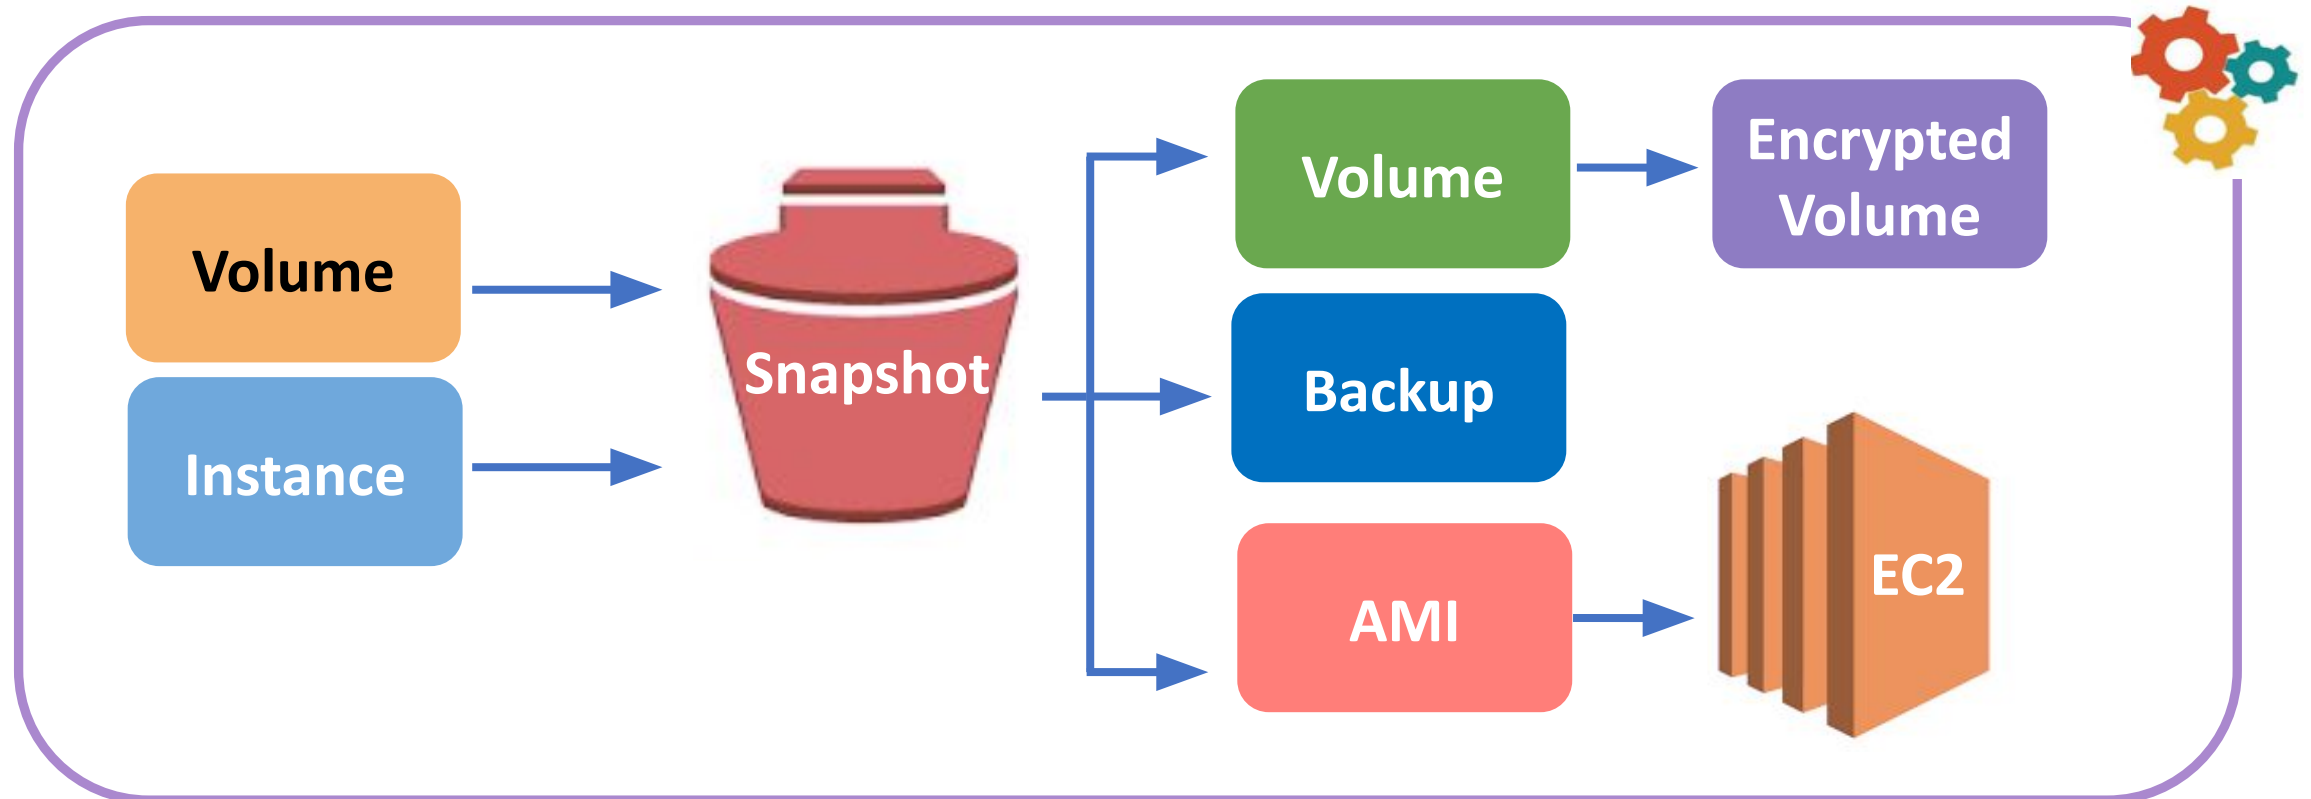 Volume
Instance
Snapshot
Volume
Encrypted
Volume
Backup
AMI
EC2